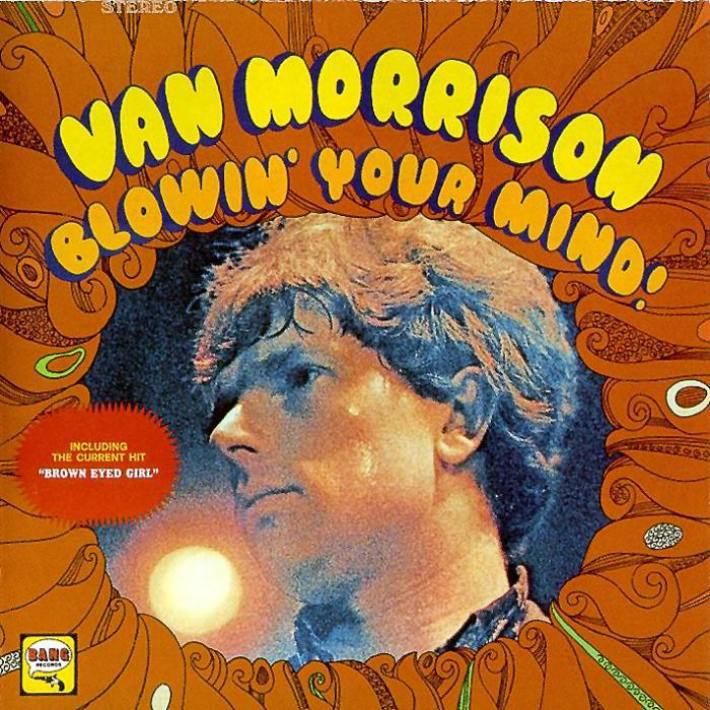 STEREO
VAN MORRISON
BLOWIN' YOUR MIND!
INCLUDING
THE CURRENT HIT
"BROWN EYED GIRL"
BANG
RECORDS